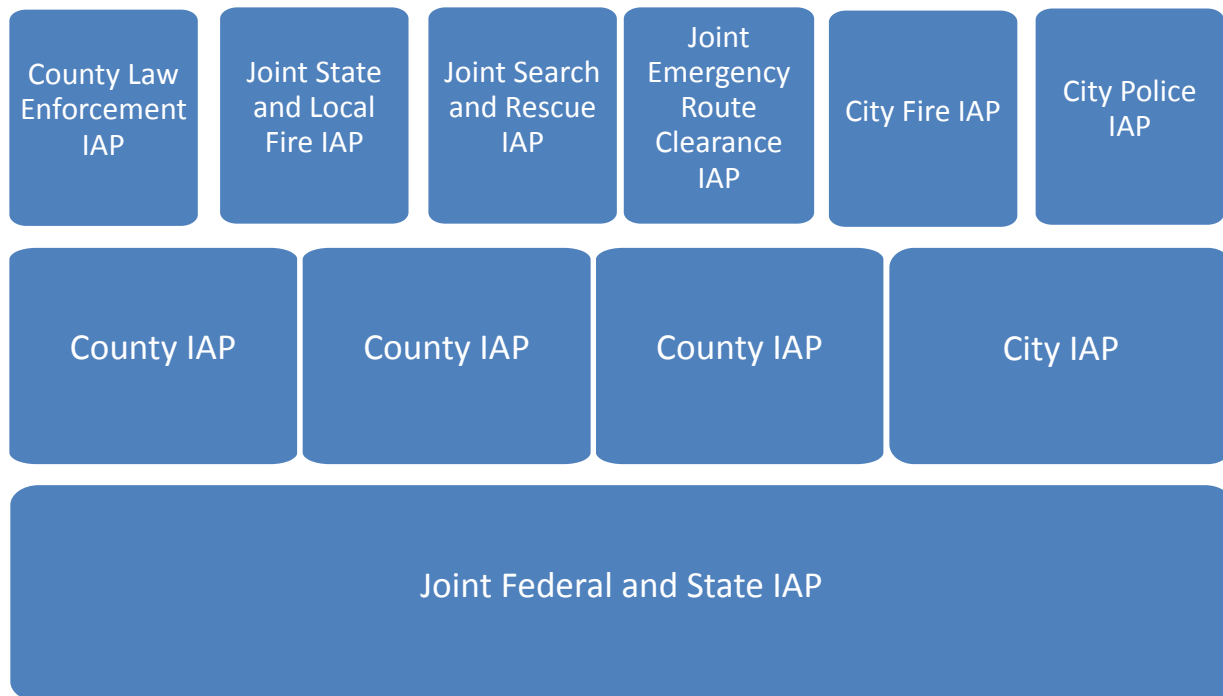 County Law
Enforcement
IAP
Joint State
and Local
Fire IAP
Joint Search
and Rescue
IAP
Joint
Emergency
Route
Clearance
IAP
City Fire IAP
City Police
IAP
County IAP
County IAP
County IAP
City IAP
Joint Federal and State IAP